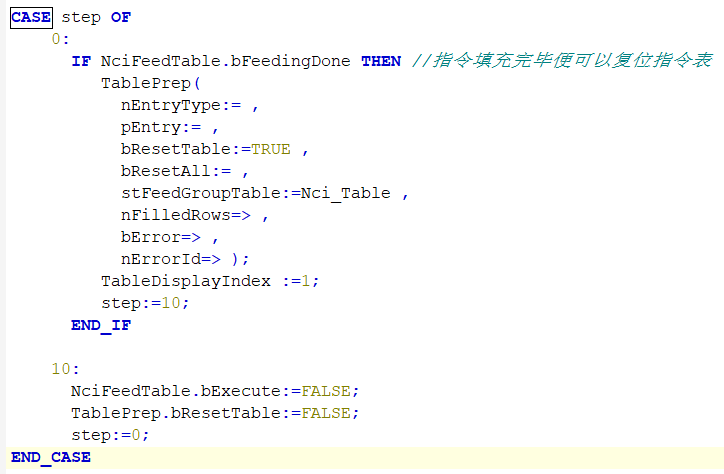 CASE step OF
0:
IF NciFeedTable.bFeedingDone THEN //指令填充完毕便可以复位指令表
TablePrep(
nEntryType:= ,
pEntry:= ,
bResetTable:=TRUE ,
bResetAll:= ,
stFeedGroupTable:=Nci_Table ,
nFilledRows=> ,
bError=> ,
nErrorId=> );
TableDisplayIndex :=1;
step:=10;
END_IF
10:
NciFeedTable.bExecute:=FALSE;
TablePrep.bResetTable:=FALSE;
step:=0;
END_CASE